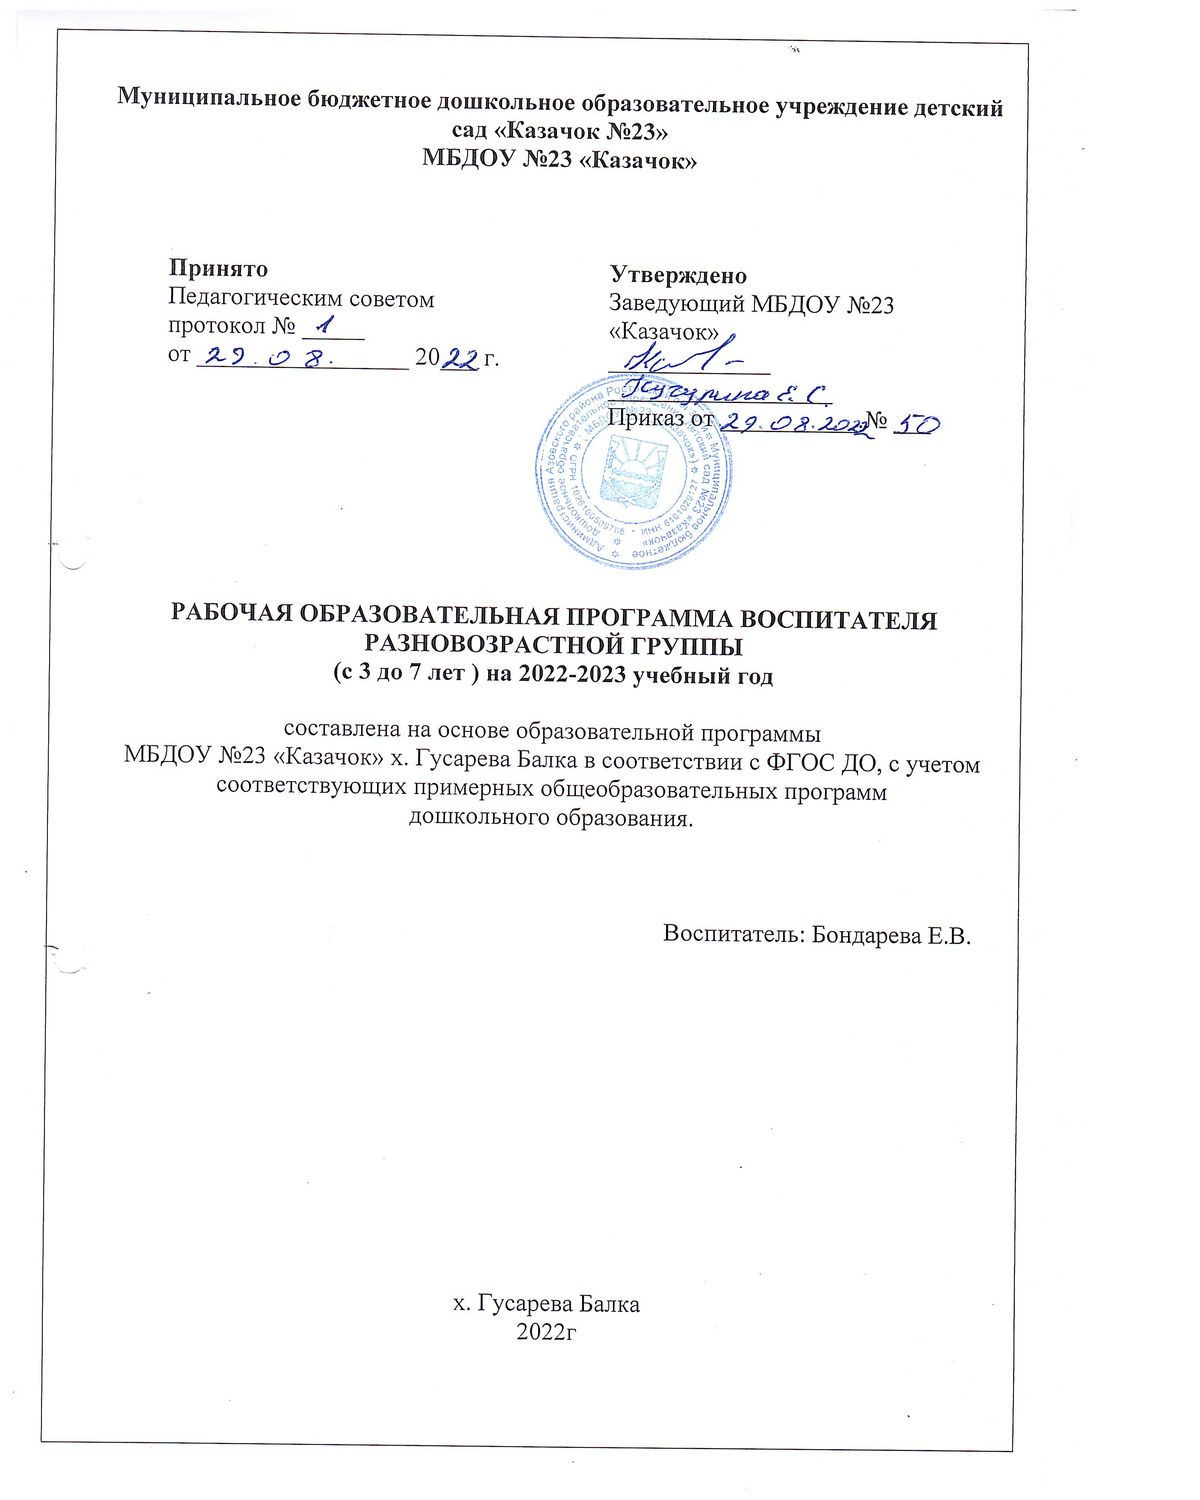 Муниципальное бюджетное дошкольное образовательное учреждение детский
сад «Казачок №23»
МБДОУ №23 «Казачок»
Принято
Педагогическим советом
протокол № 1
от 29.08. 2022 г.
Утверждено
Заведующий МБДОУ №23
«Казачок»
Кучурина Е.С.
Приказ от 29.08.2022 № 50
РАБОЧАЯ ОБРАЗОВАТЕЛЬНАЯ ПРОГРАММА ВОСПИТАТЕЛЯ
РАЗНОВОЗРАСТНОЙ ГРУППЫ
(с 3 до 7 лет ) на 2022-2023 учебный год
составлена на основе образовательной программы
МБДОУ №23 «Казачок» х. Гусарева Балка в соответствии с ФГОС ДО, с учетом
соответствующих примерных общеобразовательных программ
дошкольного образования.
Воспитатель: Бондарева Е.В.
х. Гусарева Балка
2022г